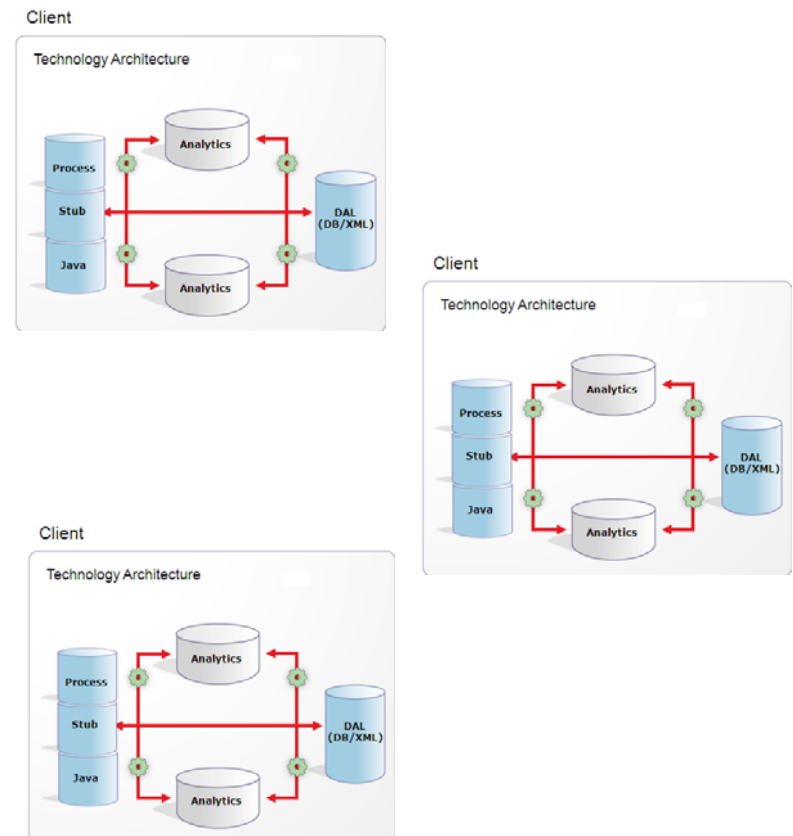 Client
Technology Architecture
Analytics
Process
Stub
DAL
(DB/XML)
Java
Analytics
Client
Technology Architecture
Analytics
Process
Stub
DAL
(DB/XML)
Java
Analytics
Client
Technology Architecture
Analytics
Process
Stub
DAL
(DB/XML)
Java
Analytics